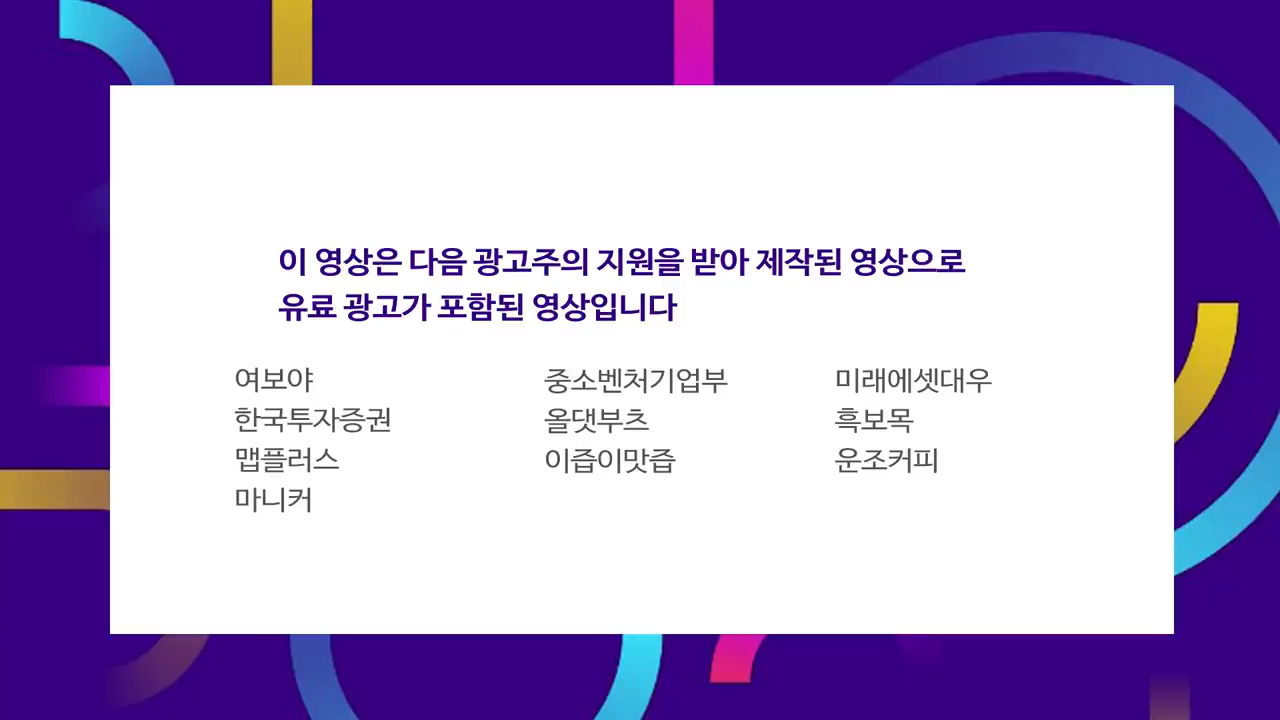 이 영상은 다음 광고주의 지원을 받아 제작된 영상으로
유료 광고가 포함된 영상입니다
여보야 중소벤처기업부 미래에셋대우
한국투자증권 올댓부츠 흑보목
맵플러스 이즙이맛즙 운조커피
마니커